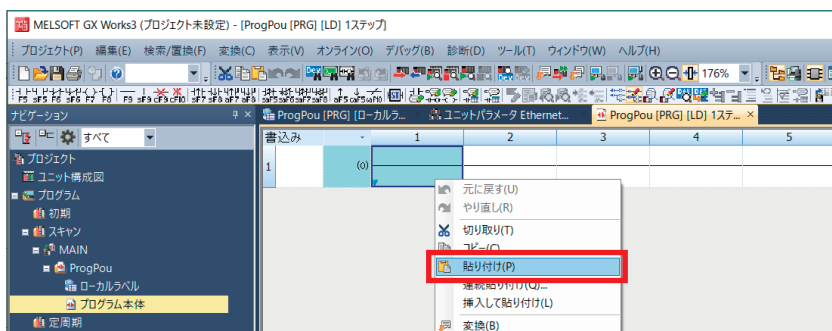 MELSOFT GX Works3 (プロジェクト未設定) - [ProgPou [PRG] [LD] 1ステップ]
プロジェクト(P) 編集(E) 検索/置換(F) 変換(C) 表示(V) オンライン(O) デバッグ(B) 診断(D) ツール(T) ウィンドウ(W) ヘルプ(H)
176%
ナビゲーション
ProgPou [PRG] [ローカルラ...
ユニットパラメータ Ethernet...
ProgPou [PRG] [LD] 1ステ...
すべて
書込み 1 2 3 4 5
1 (0)
プロジェクト
ユニット構成図
プログラム
初期
スキャン
MAIN
ProgPou
ローカルラベル
プログラム本体
定周期
元に戻す(U)
やり直し(R)
切り取り(T)
コピー(C)
貼り付け(P)
連続貼り付け(Q)...
挿入して貼り付け(L)
変換(B)